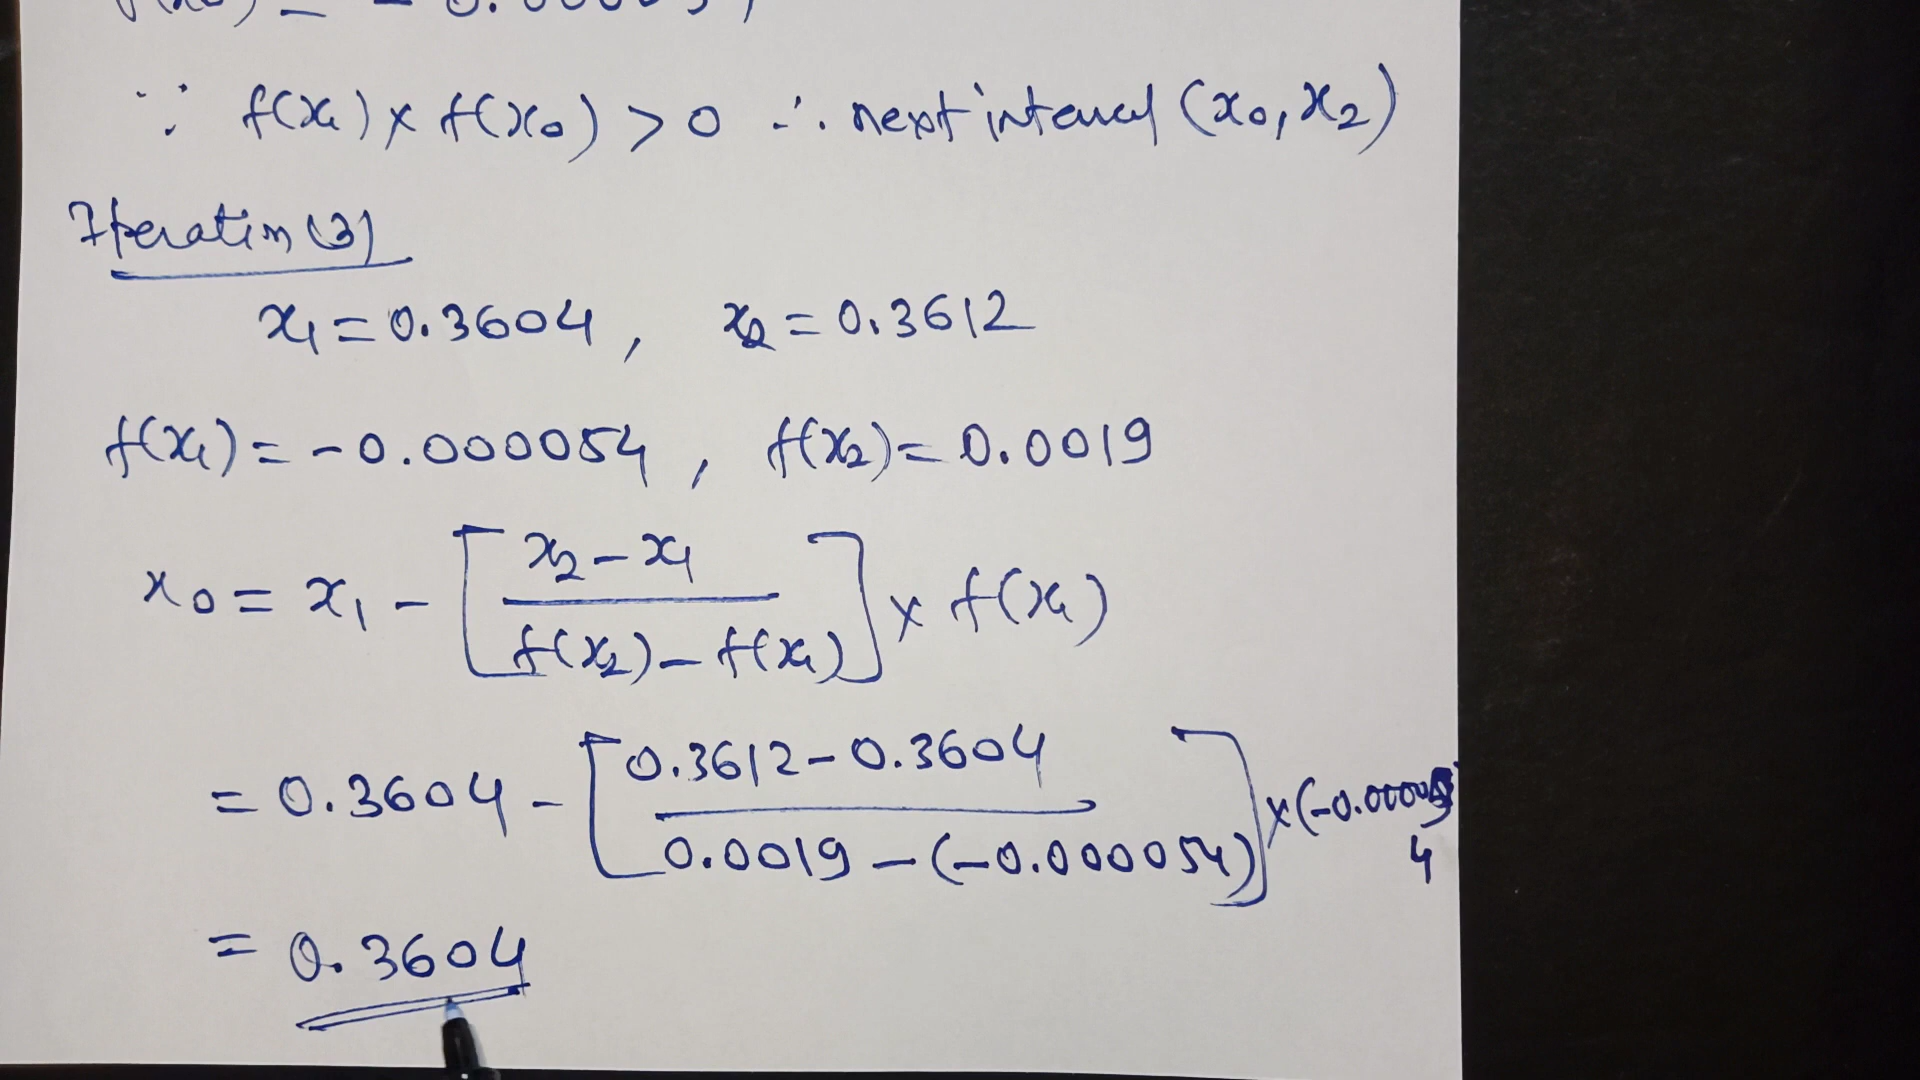 ∵ f(x₁) × f(x₀) > 0 ∴ next interval (x₀, x₂)
Iteration (3)
x₁ = 0.3604, x₂ = 0.3612
f(x₁) = -0.000054, f(x₂) = 0.0019
x₀ = x₁ - [(x₂ - x₁) / (f(x₂) - f(x₁))] × f(x₁)
= 0.3604 - [(0.3612 - 0.3604) / (0.0019 - (-0.000054))] × (-0.000054
= 0.3604